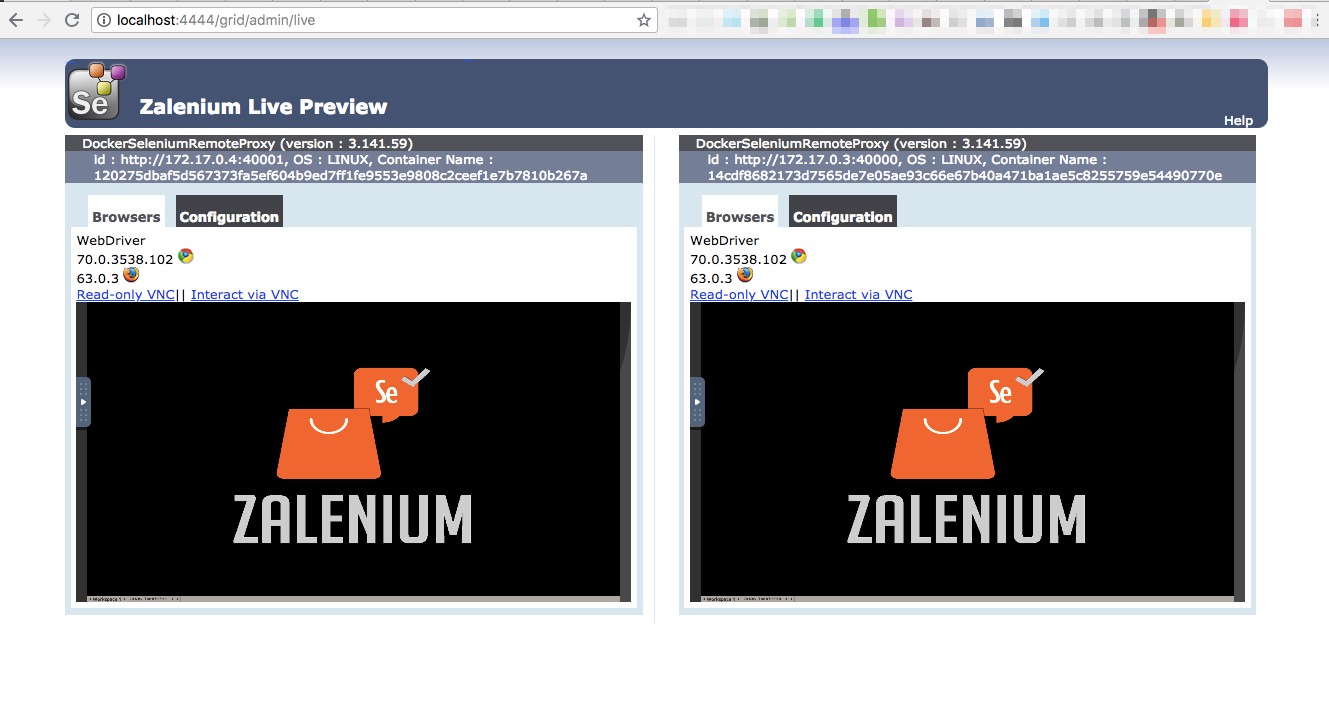 localhost:4444/grid/admin/live
Se
Zalenium Live Preview
Help
DockerSeleniumRemoteProxy (version : 3.141.59)
id : http://172.17.0.4:40001, OS : LINUX, Container Name :
120275dbaf5d567373fa5ef604b9ed7ff1fe9553e9808c2ceef1e7b7810b267a
Browsers
Configuration
WebDriver
70.0.3538.102
63.0.3
Read-only VNC|| Interact via VNC
Se
ZALENIUM
DockerSeleniumRemoteProxy (version : 3.141.59)
id : http://172.17.0.3:40000, OS : LINUX, Container Name :
14cdf8682173d7565de7e05ae93c66e67b40a471ba1ae5c8255759e54490770e
Browsers
Configuration
WebDriver
70.0.3538.102
63.0.3
Read-only VNC|| Interact via VNC
Se
ZALENIUM